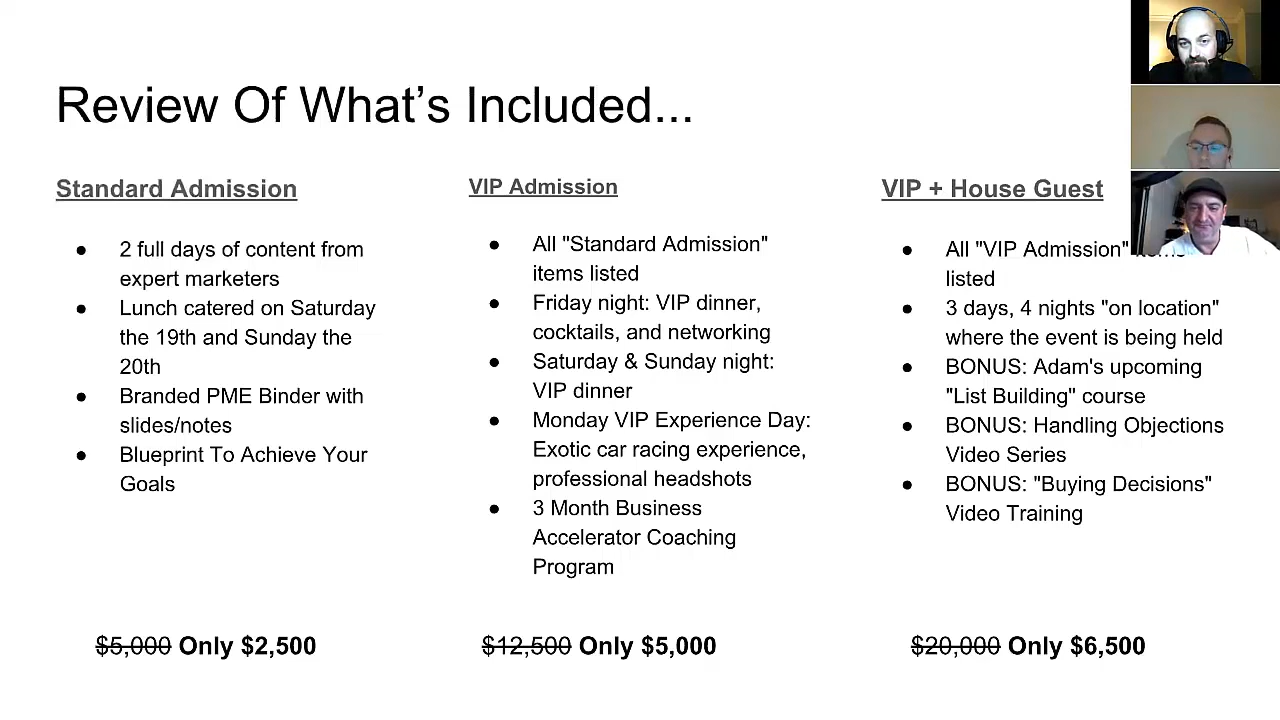 Review Of What's Included...
Standard Admission
● 2 full days of content from
expert marketers
● Lunch catered on Saturday
the 19th and Sunday the
20th
● Branded PME Binder with
slides/notes
● Blueprint To Achieve Your
Goals
$5,000 Only $2,500
VIP Admission
● All "Standard Admission"
items listed
● Friday night: VIP dinner,
cocktails, and networking
● Saturday & Sunday night:
VIP dinner
● Monday VIP Experience Day:
Exotic car racing experience,
professional headshots
● 3 Month Business
Accelerator Coaching
Program
$12,500 Only $5,000
VIP + House Guest
● All "VIP Admission"
listed
● 3 days, 4 nights "on location"
where the event is being held
● BONUS: Adam's upcoming
"List Building" course
● BONUS: Handling Objections
Video Series
● BONUS: "Buying Decisions"
Video Training
$20,000 Only $6,500